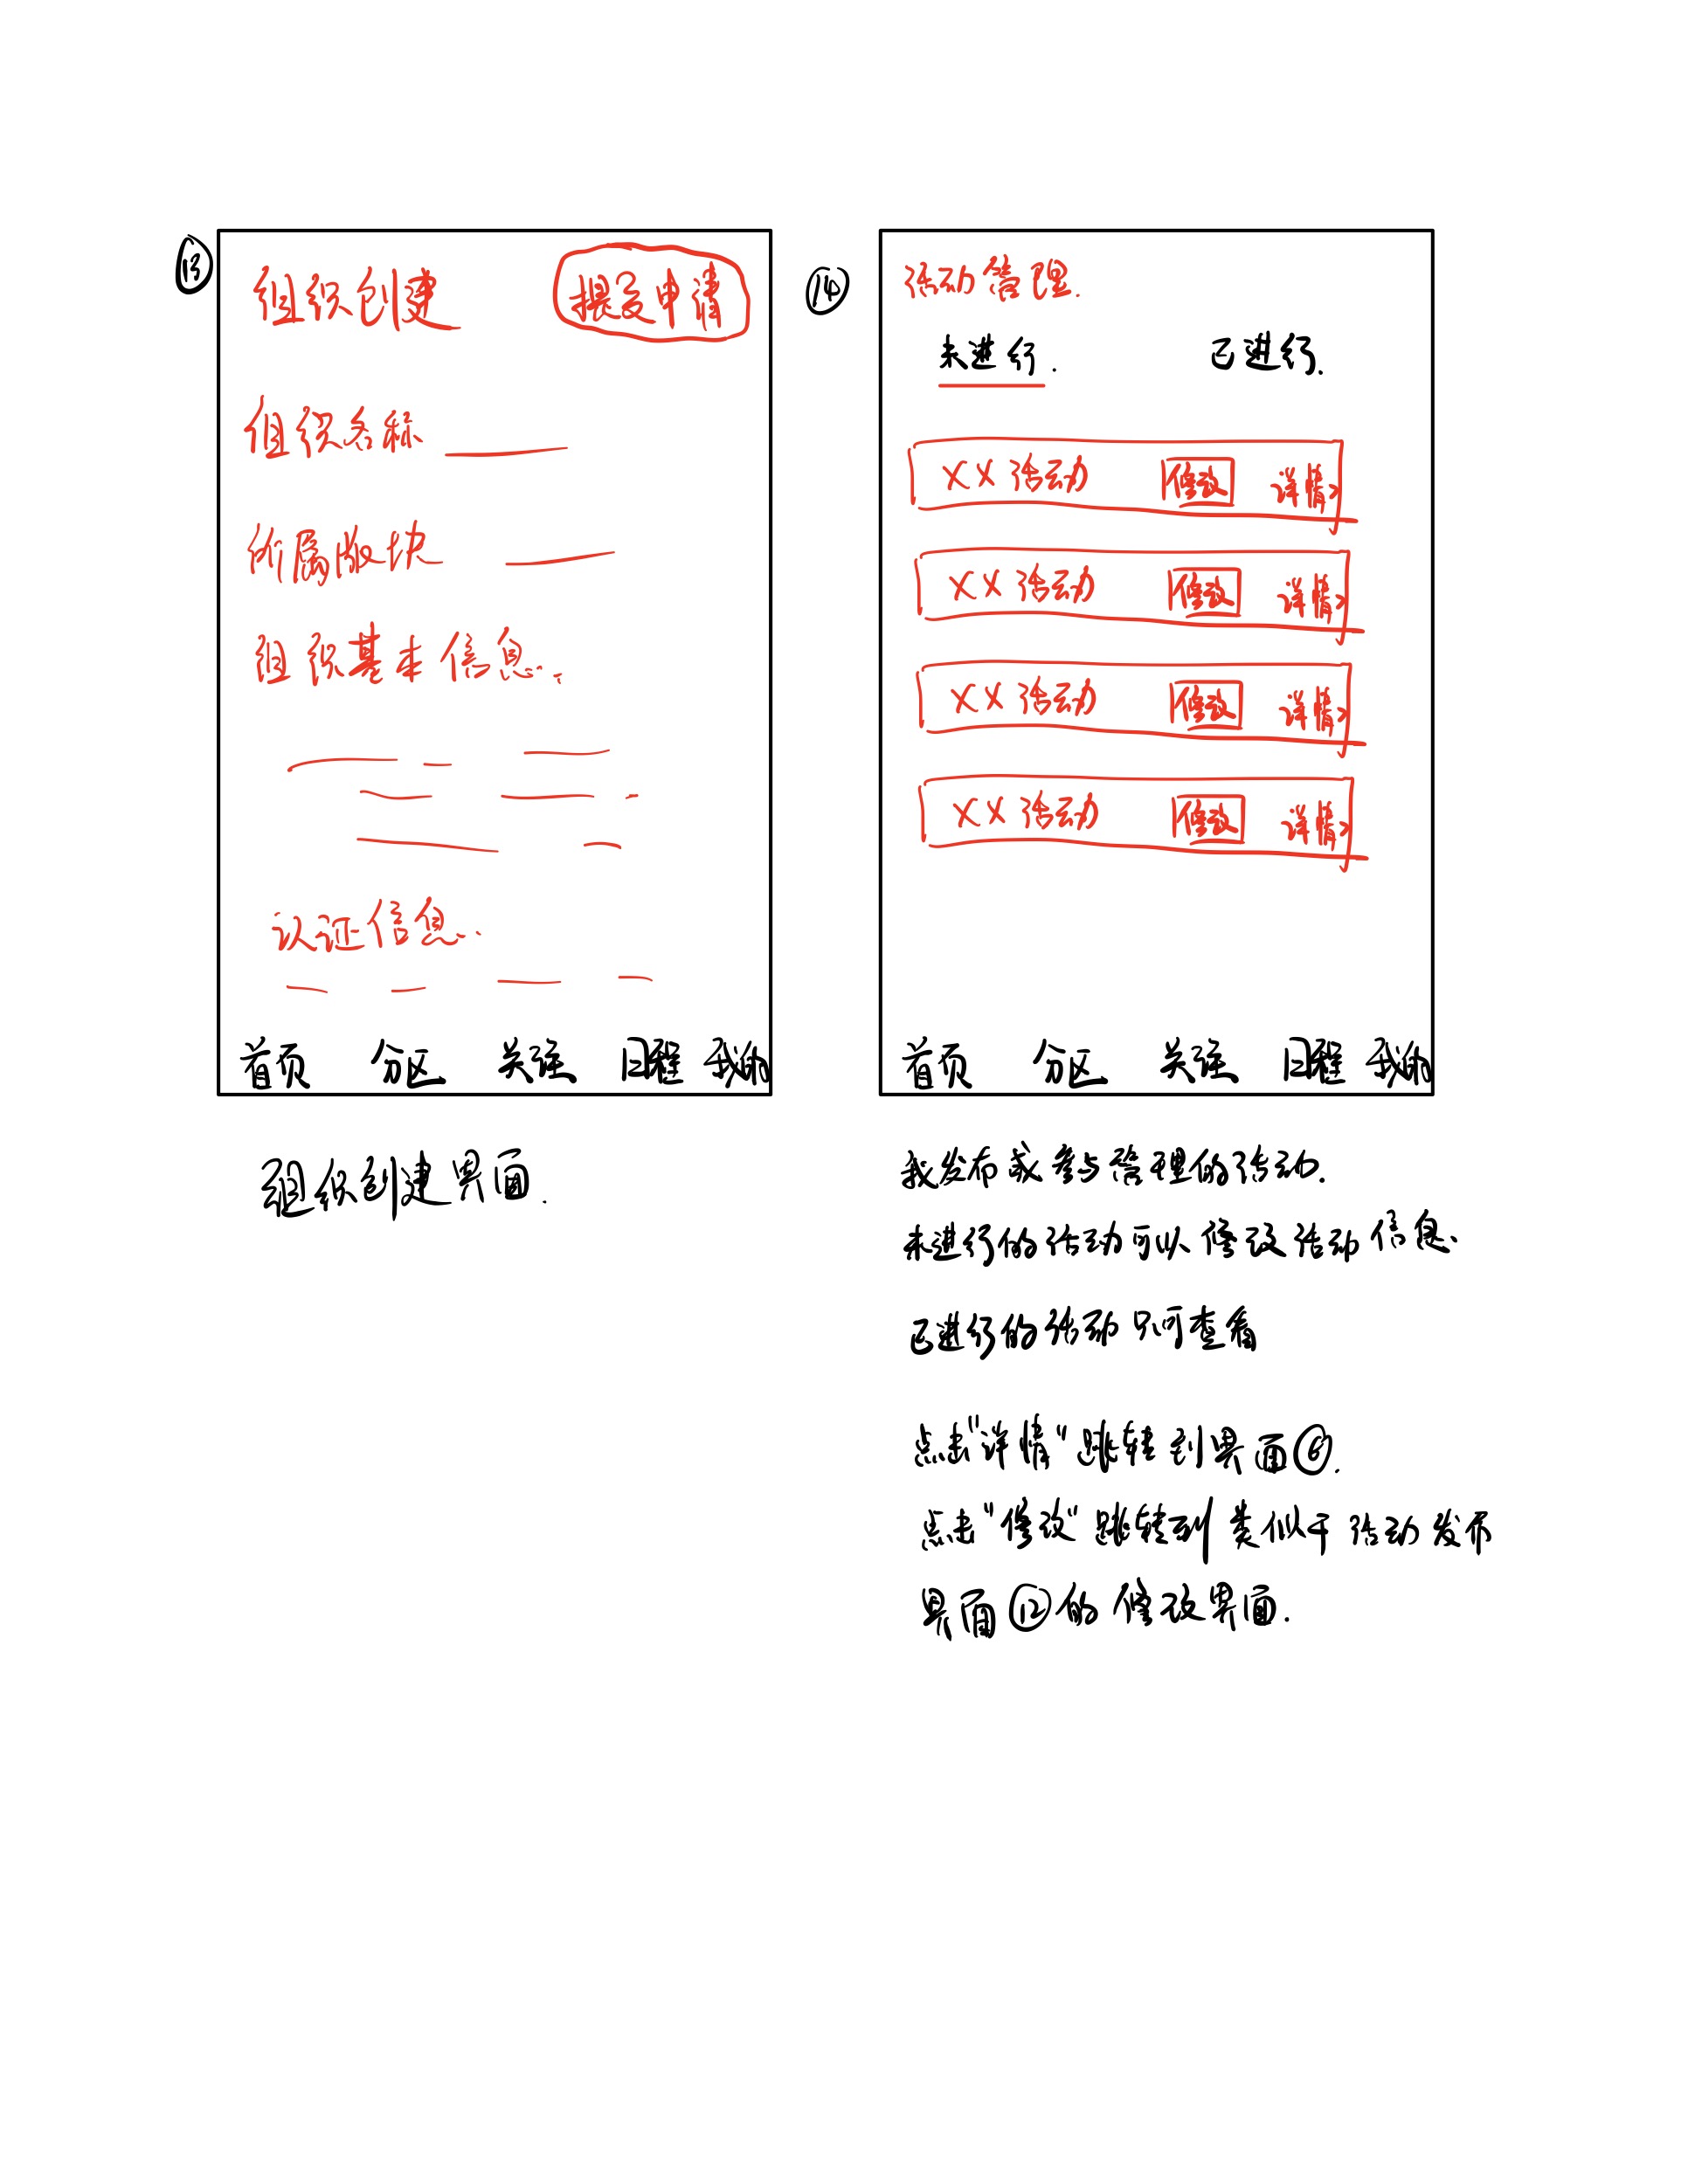 ⑬
组织创建 提交申请
组织名称
所属版块
组织基本信息.
认证信息.
首页 分区 关注 日程 我的
组织创建界面.
⑭
活动管理.
未进行. 已进行.
XX活动 修改 详情>
XX活动 修改 详情>
XX活动 修改 详情>
XX活动 修改 详情>
首页 分区 关注 日程 我的
我发布或参与管理的活动.
未进行的活动可以修改活动信息.
已进行的活动只可查看
点击"详情"跳转到界面⑥.
点击"修改"跳转到类似于活动发布
界面⑫的修改界面.